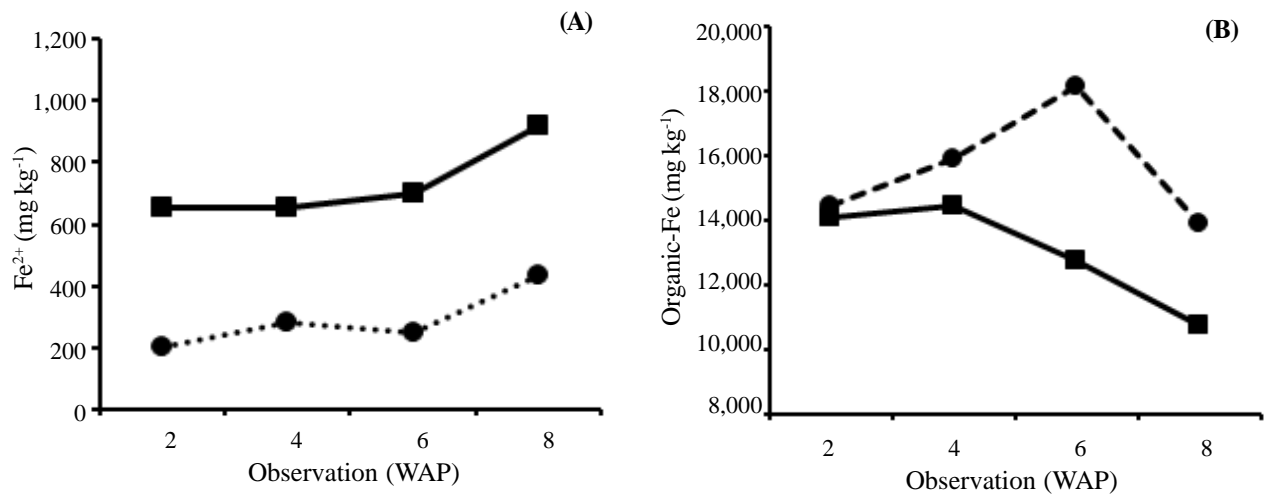 (A)
1,200
1,000
800
600
400
200
0
Fe²⁺ (mg kg⁻¹)
2 4 6 8
Observation (WAP)
(B)
20,000
18,000
16,000
14,000
12,000
10,000
8,000
Organic-Fe (mg kg⁻¹)
2 4 6 8
Observation (WAP)